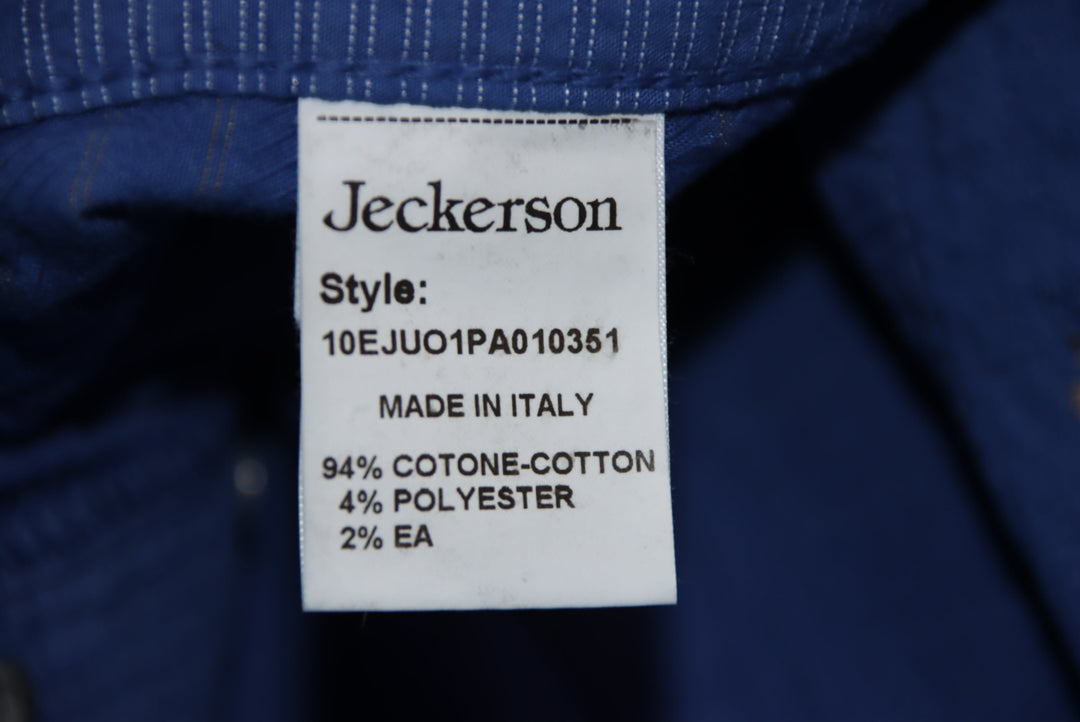 Jeckerson
Style:
10EJUO1PA010351
MADE IN ITALY
94% COTONE-COTTON
4% POLYESTER
2% EA